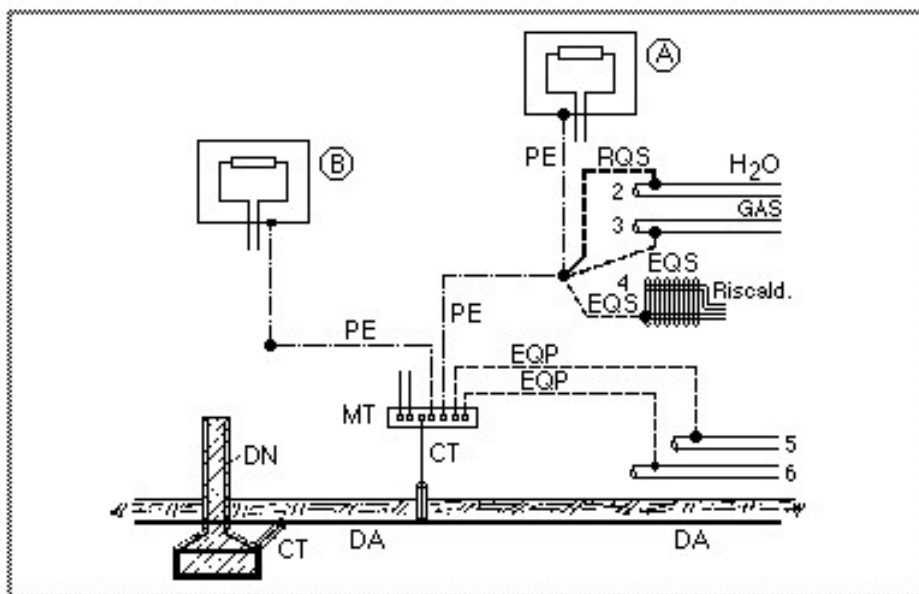 A
B
PE
RQS
H₂O
2
3
GAS
4
EQS
EQS
Riscald.
PE
PE
EQP
EQP
MT
CT
5
6
DN
CT
DA
DA